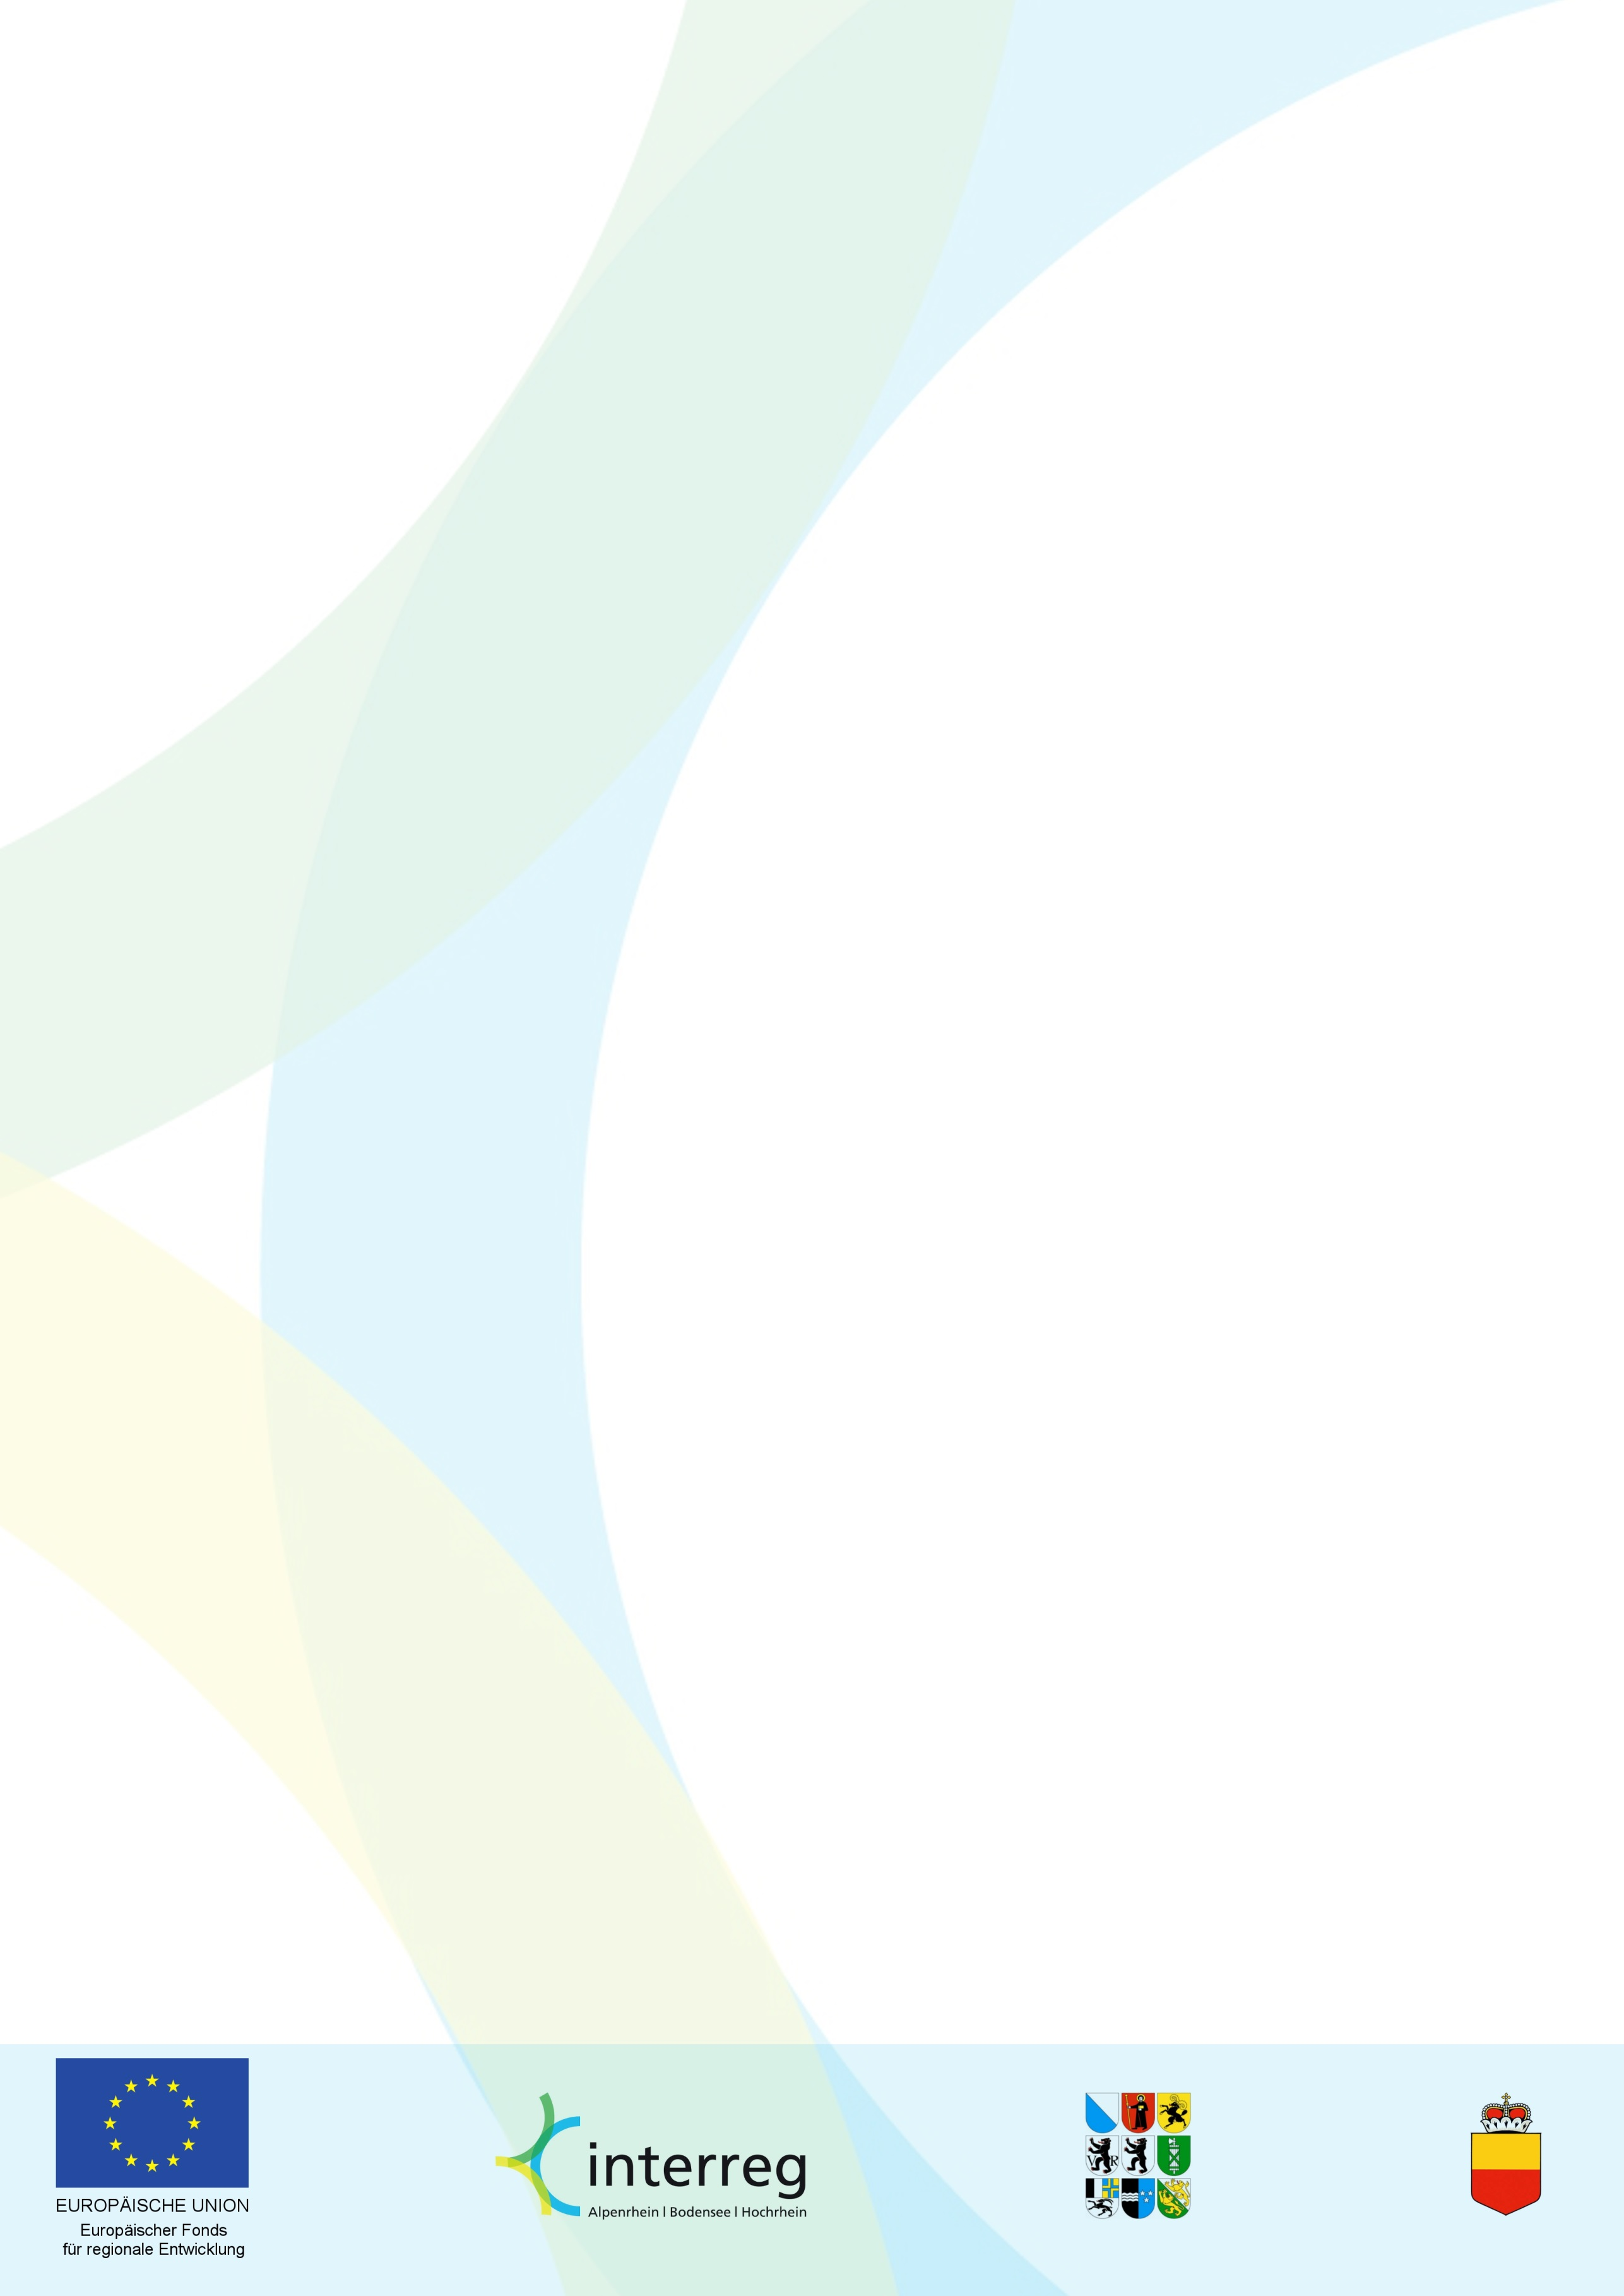 EUROPÄISCHE UNION
Europäischer Fonds
für regionale Entwicklung
interreg
Alpenrhein | Bodensee | Hochrhein
V R